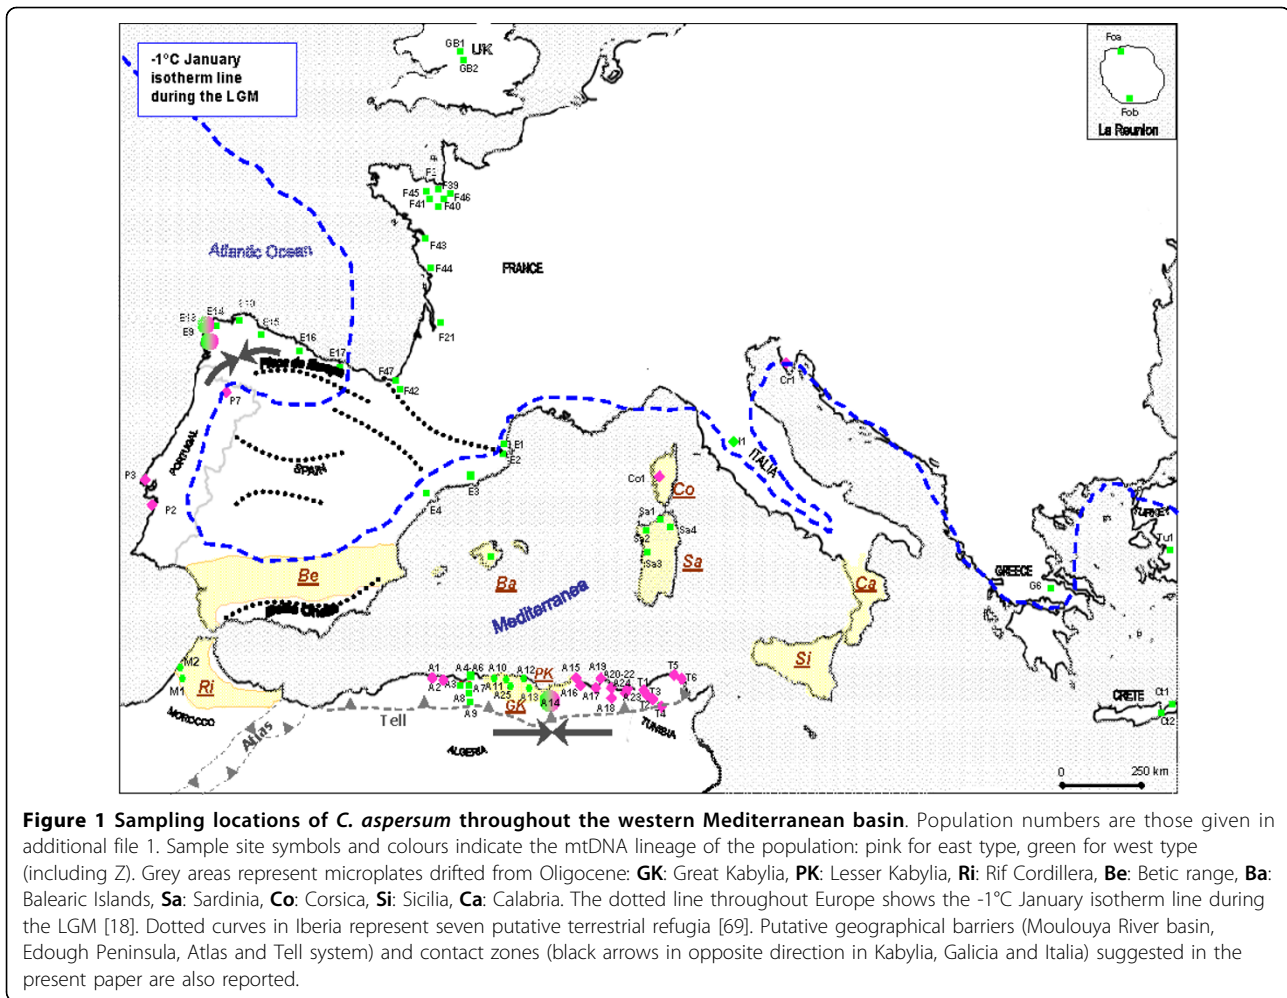 -1°C January
isotherm line
during the LGM
GB1
UK
GB2
Foa
Fob
La Reunion
F45
F39
F46
F41
F40
F43
F44
FRANCE
F21
Atlantic Ocean
E13
E14
E15
E9
E16
E17
F47
F42
P7
PORTUGAL
SPAIN
P3
P2
E1
E2
E3
E4
Cr1
I1
ITALIA
Co1
Co
Sa1
Sa2
Sa4
Sa3
Sa
Be
Ba
Mediterranea
Ca
Si
GREECE
G6
TURKEY
Tu1
CRETE
Ct1
Ct2
M2
M1
Ri
MOROCCO
Atlas
Tell
A1
A2
A3
A4-A6
A7
A8
A9
A10
A11
A25
A12
A13
PK
GK
A14
A15
A16
A17
A18
A19
A20-22
A24
A23
T1
T3
T4
T5
T6
ALGERIA
TUNISIA
0 250 km
Figure 1 Sampling locations of C. aspersum throughout the western Mediterranean basin. Population numbers are those given in
additional file 1. Sample site symbols and colours indicate the mtDNA lineage of the population: pink for east type, green for west type
(including Z). Grey areas represent microplates drifted from Oligocene: GK: Great Kabylia, PK: Lesser Kabylia, Ri: Rif Cordillera, Be: Betic range, Ba:
Balearic Islands, Sa: Sardinia, Co: Corsica, Si: Sicilia, Ca: Calabria. The dotted line throughout Europe shows the -1°C January isotherm line during
the LGM [18]. Dotted curves in Iberia represent seven putative terrestrial refugia [69]. Putative geographical barriers (Moulouya River basin,
Edough Peninsula, Atlas and Tell system) and contact zones (black arrows in opposite direction in Kabylia, Galicia and Italia) suggested in the
present paper are also reported.